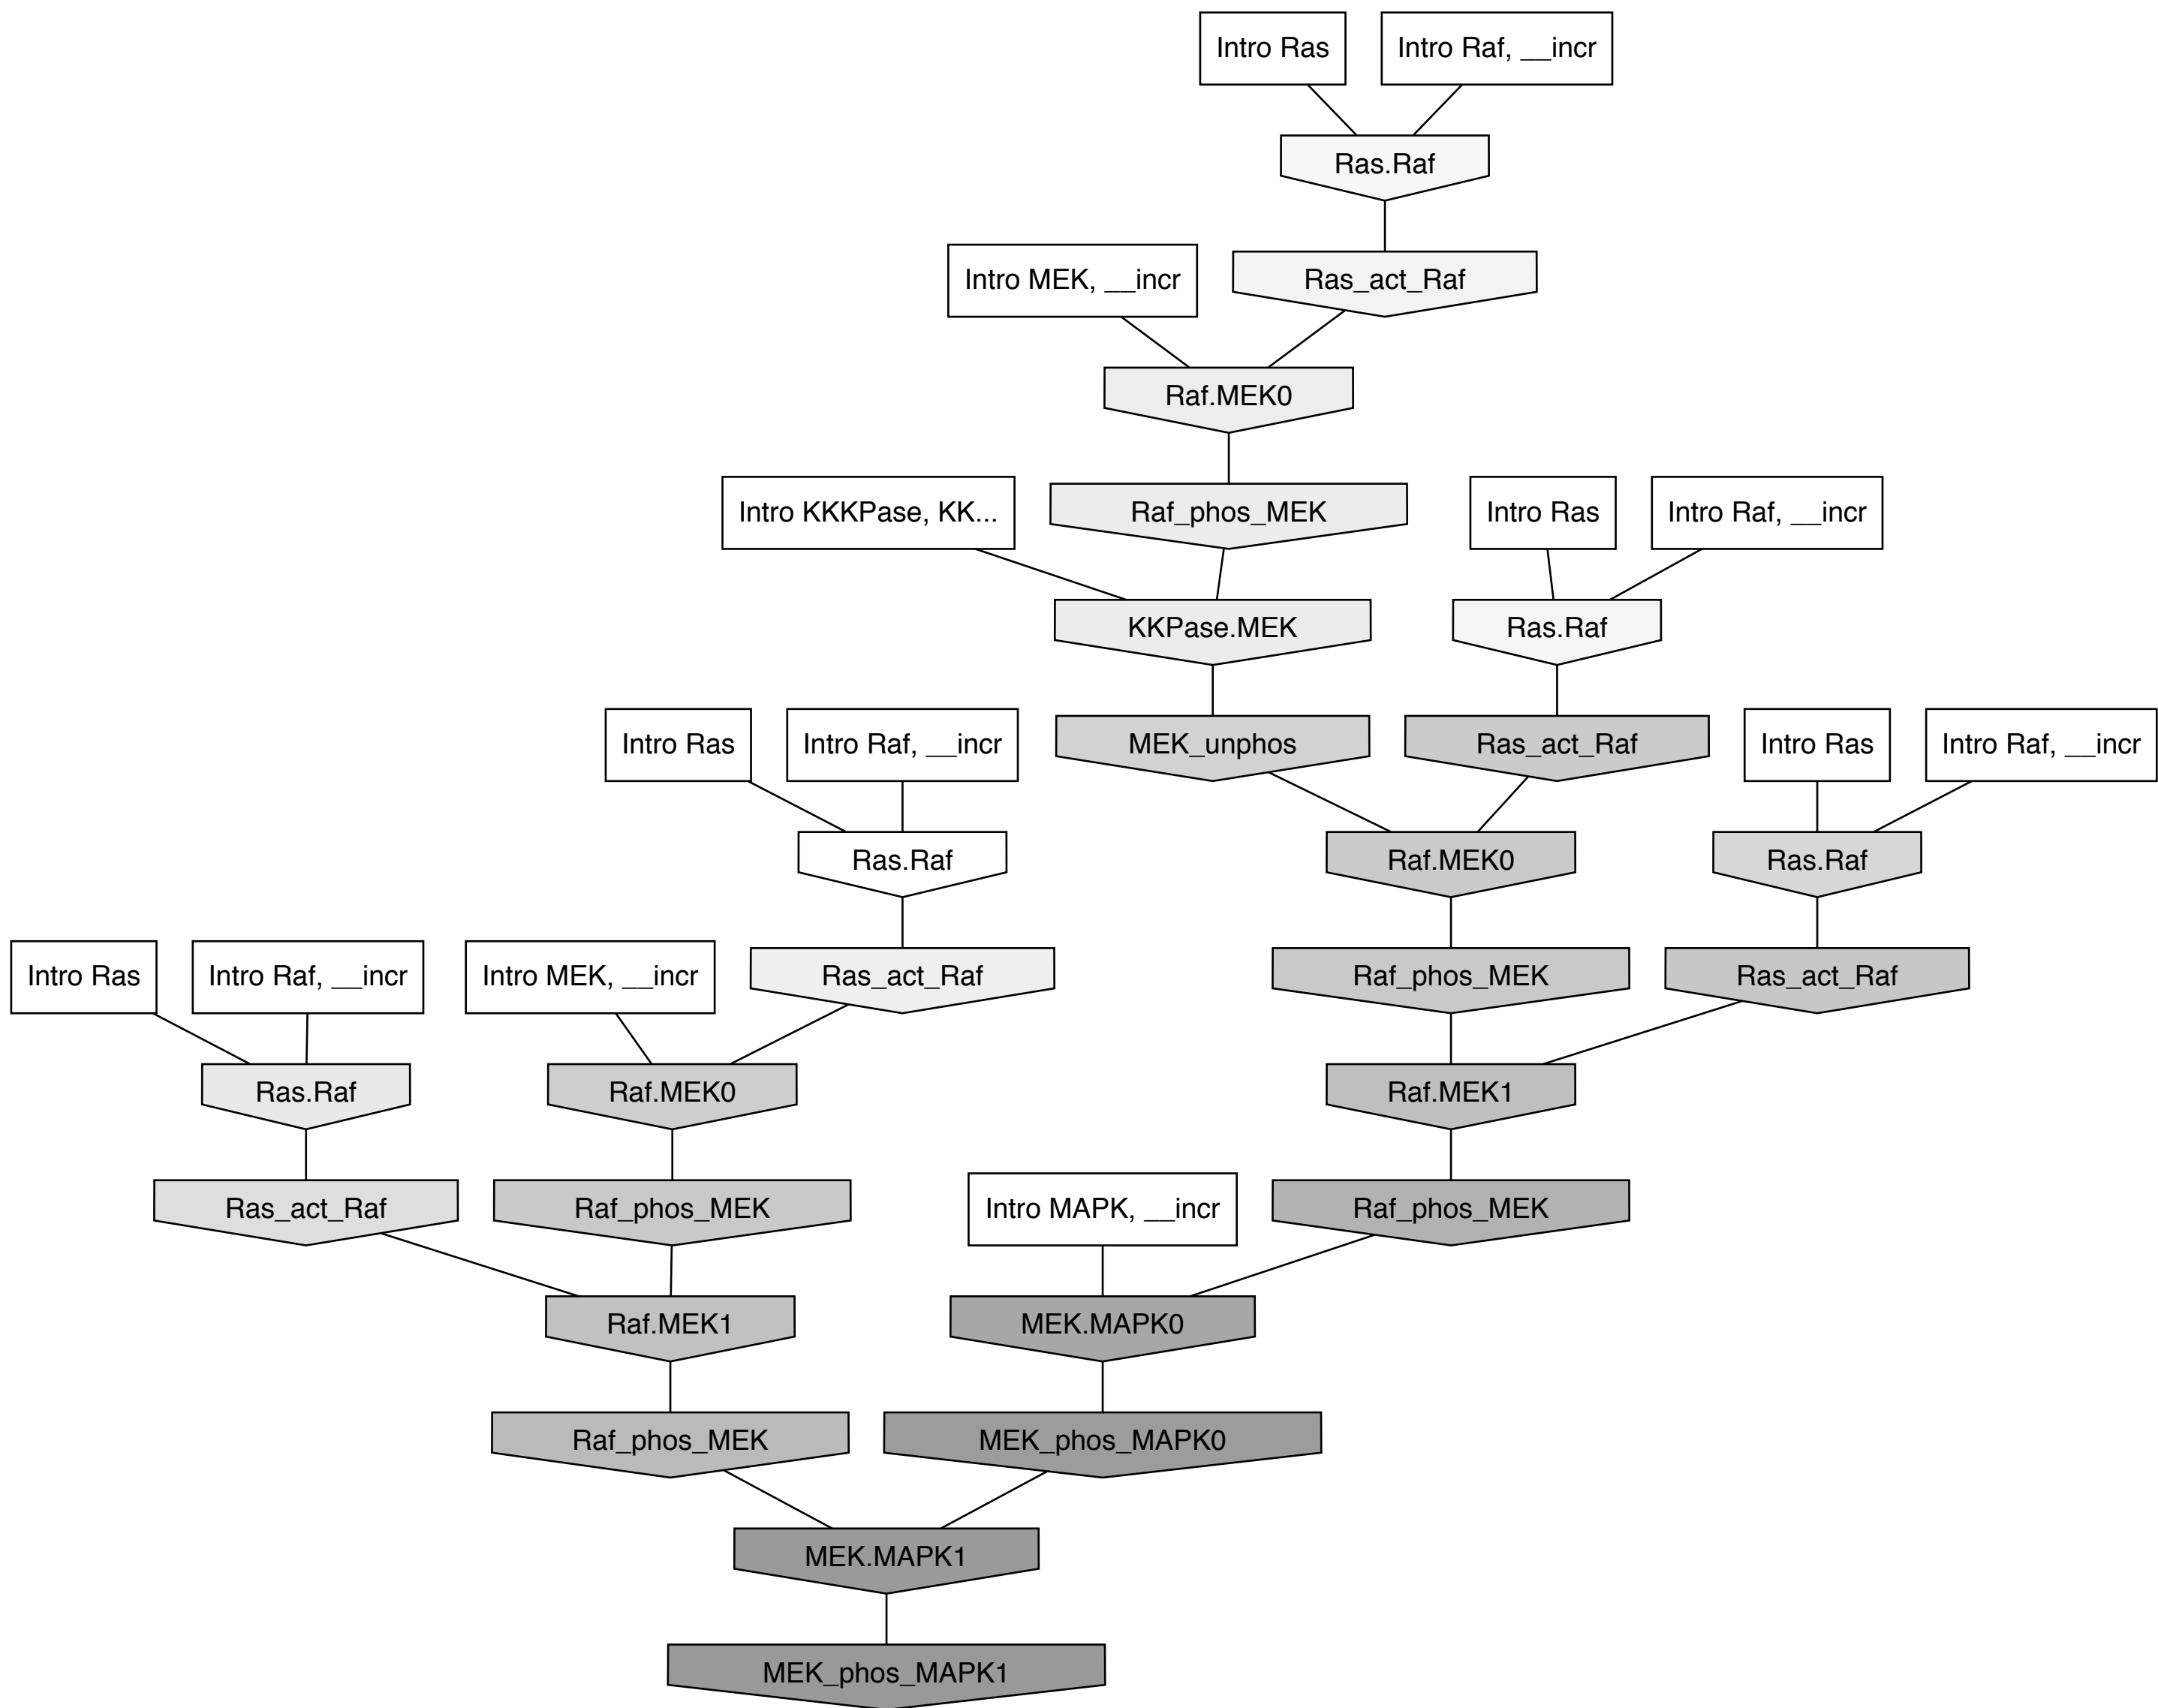 Intro Ras
Intro Raf, __incr
Ras.Raf
Intro MEK, __incr
Ras_act_Raf
Raf.MEK0
Intro KKKPase, KK...
Raf_phos_MEK
Intro Ras
Intro Raf, __incr
KKPase.MEK
Ras.Raf
Intro Ras
Intro Raf, __incr
MEK_unphos
Ras_act_Raf
Intro Ras
Intro Raf, __incr
Ras.Raf
Raf.MEK0
Ras.Raf
Intro Ras
Intro Raf, __incr
Intro MEK, __incr
Ras_act_Raf
Raf_phos_MEK
Ras_act_Raf
Ras.Raf
Raf.MEK0
Raf.MEK1
Ras_act_Raf
Raf_phos_MEK
Intro MAPK, __incr
Raf_phos_MEK
Raf.MEK1
MEK.MAPK0
Raf_phos_MEK
MEK_phos_MAPK0
MEK.MAPK1
MEK_phos_MAPK1